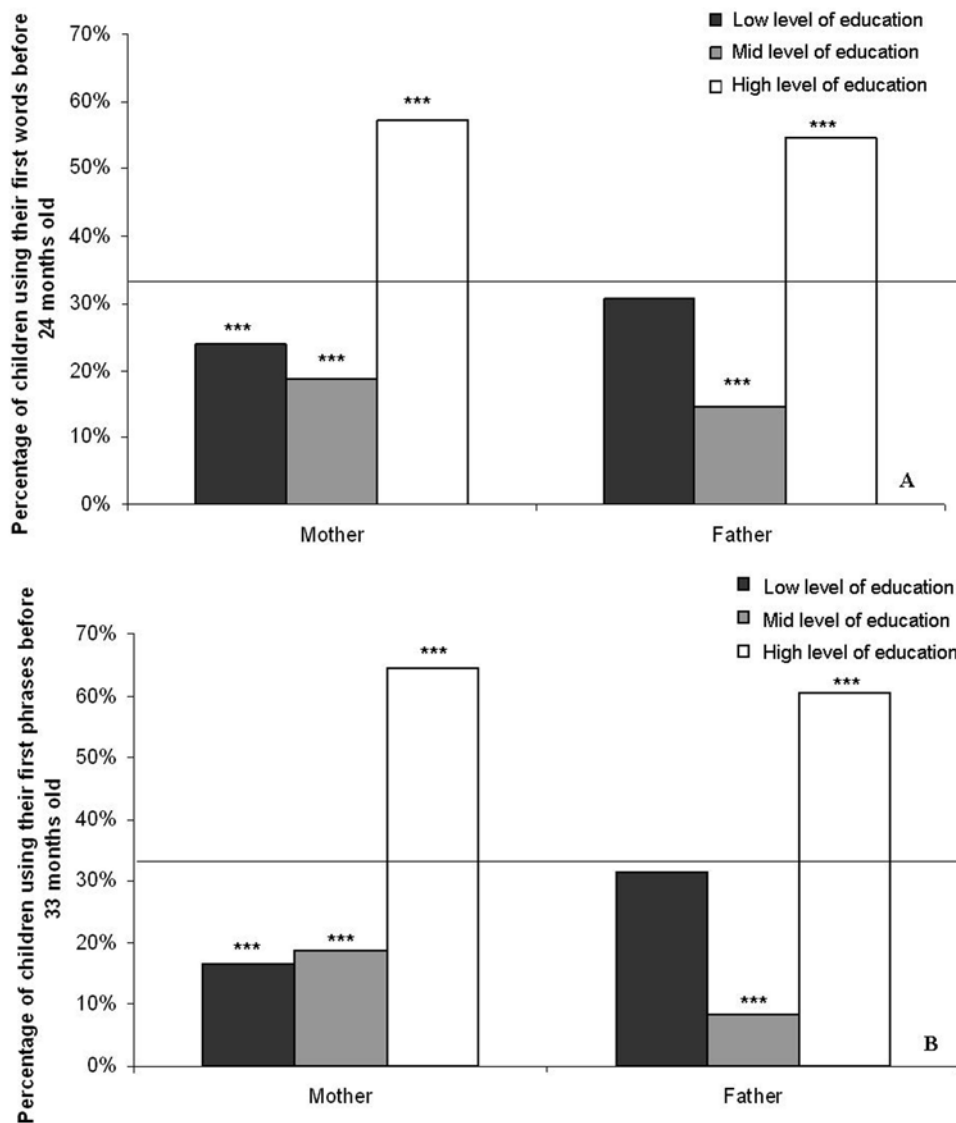 Percentage of children using their first words before
24 months old
70%
60%
50%
40%
30%
20%
10%
0%
Low level of education
Mid level of education
High level of education
***
***
***
***
***
A
Mother
Father
Percentage of children using their first phrases before
33 months old
70%
60%
50%
40%
30%
20%
10%
0%
Low level of education
Mid level of education
High level of education
***
***
***
***
***
B
Mother
Father